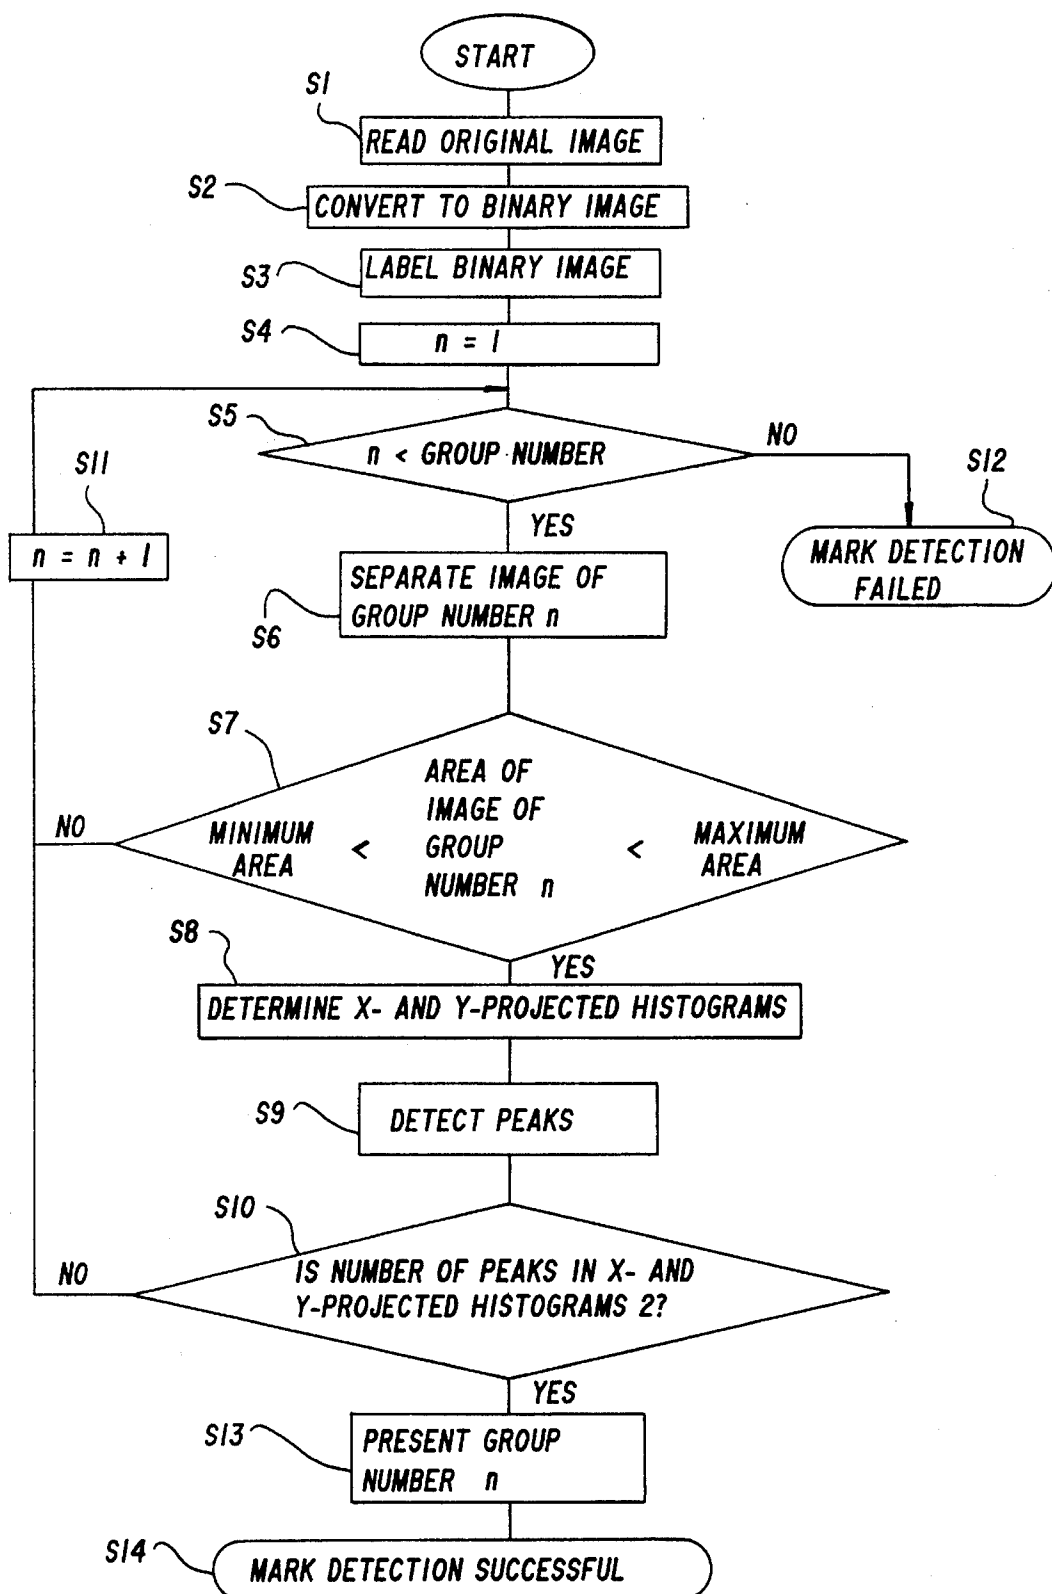 START
S1
READ ORIGINAL IMAGE
S2
CONVERT TO BINARY IMAGE
S3
LABEL BINARY IMAGE
S4
n = 1
S5
n < GROUP NUMBER
NO
S12
MARK DETECTION
FAILED
S11
n = n + 1
YES
SEPARATE IMAGE OF
GROUP NUMBER n
S6
S7
NO
MINIMUM
AREA
<
AREA OF
IMAGE OF
GROUP
NUMBER n
<
MAXIMUM
AREA
S8
YES
DETERMINE X- AND Y-PROJECTED HISTOGRAMS
S9
DETECT PEAKS
S10
NO
IS NUMBER OF PEAKS IN X- AND
Y-PROJECTED HISTOGRAMS 2?
YES
S13
PRESENT GROUP
NUMBER n
S14
MARK DETECTION SUCCESSFUL